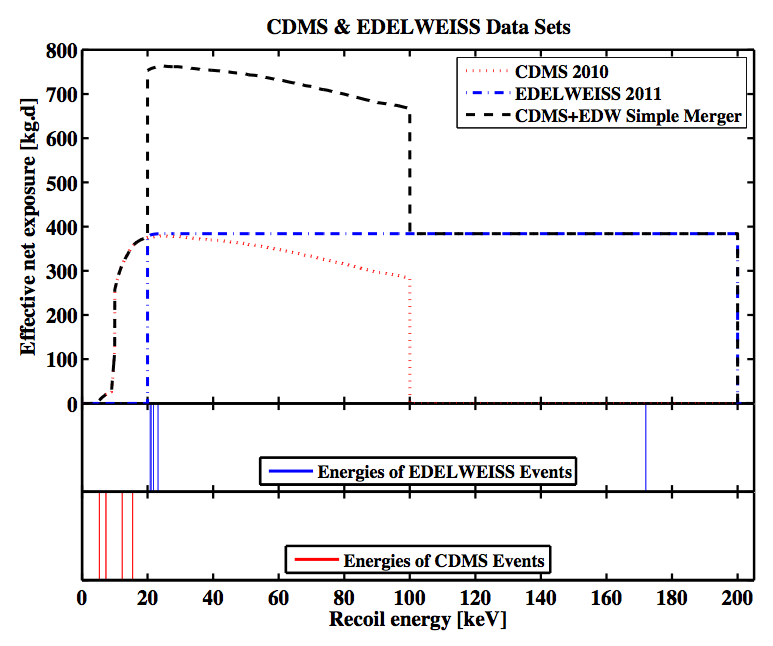 CDMS & EDELWEISS Data Sets
800
700
600
500
400
300
200
100
0
Effective net exposure [kg.d]
CDMS 2010
EDELWEISS 2011
CDMS+EDW Simple Merger
Energies of EDELWEISS Events
Energies of CDMS Events
0 20 40 60 80 100 120 140 160 180 200
Recoil energy [keV]